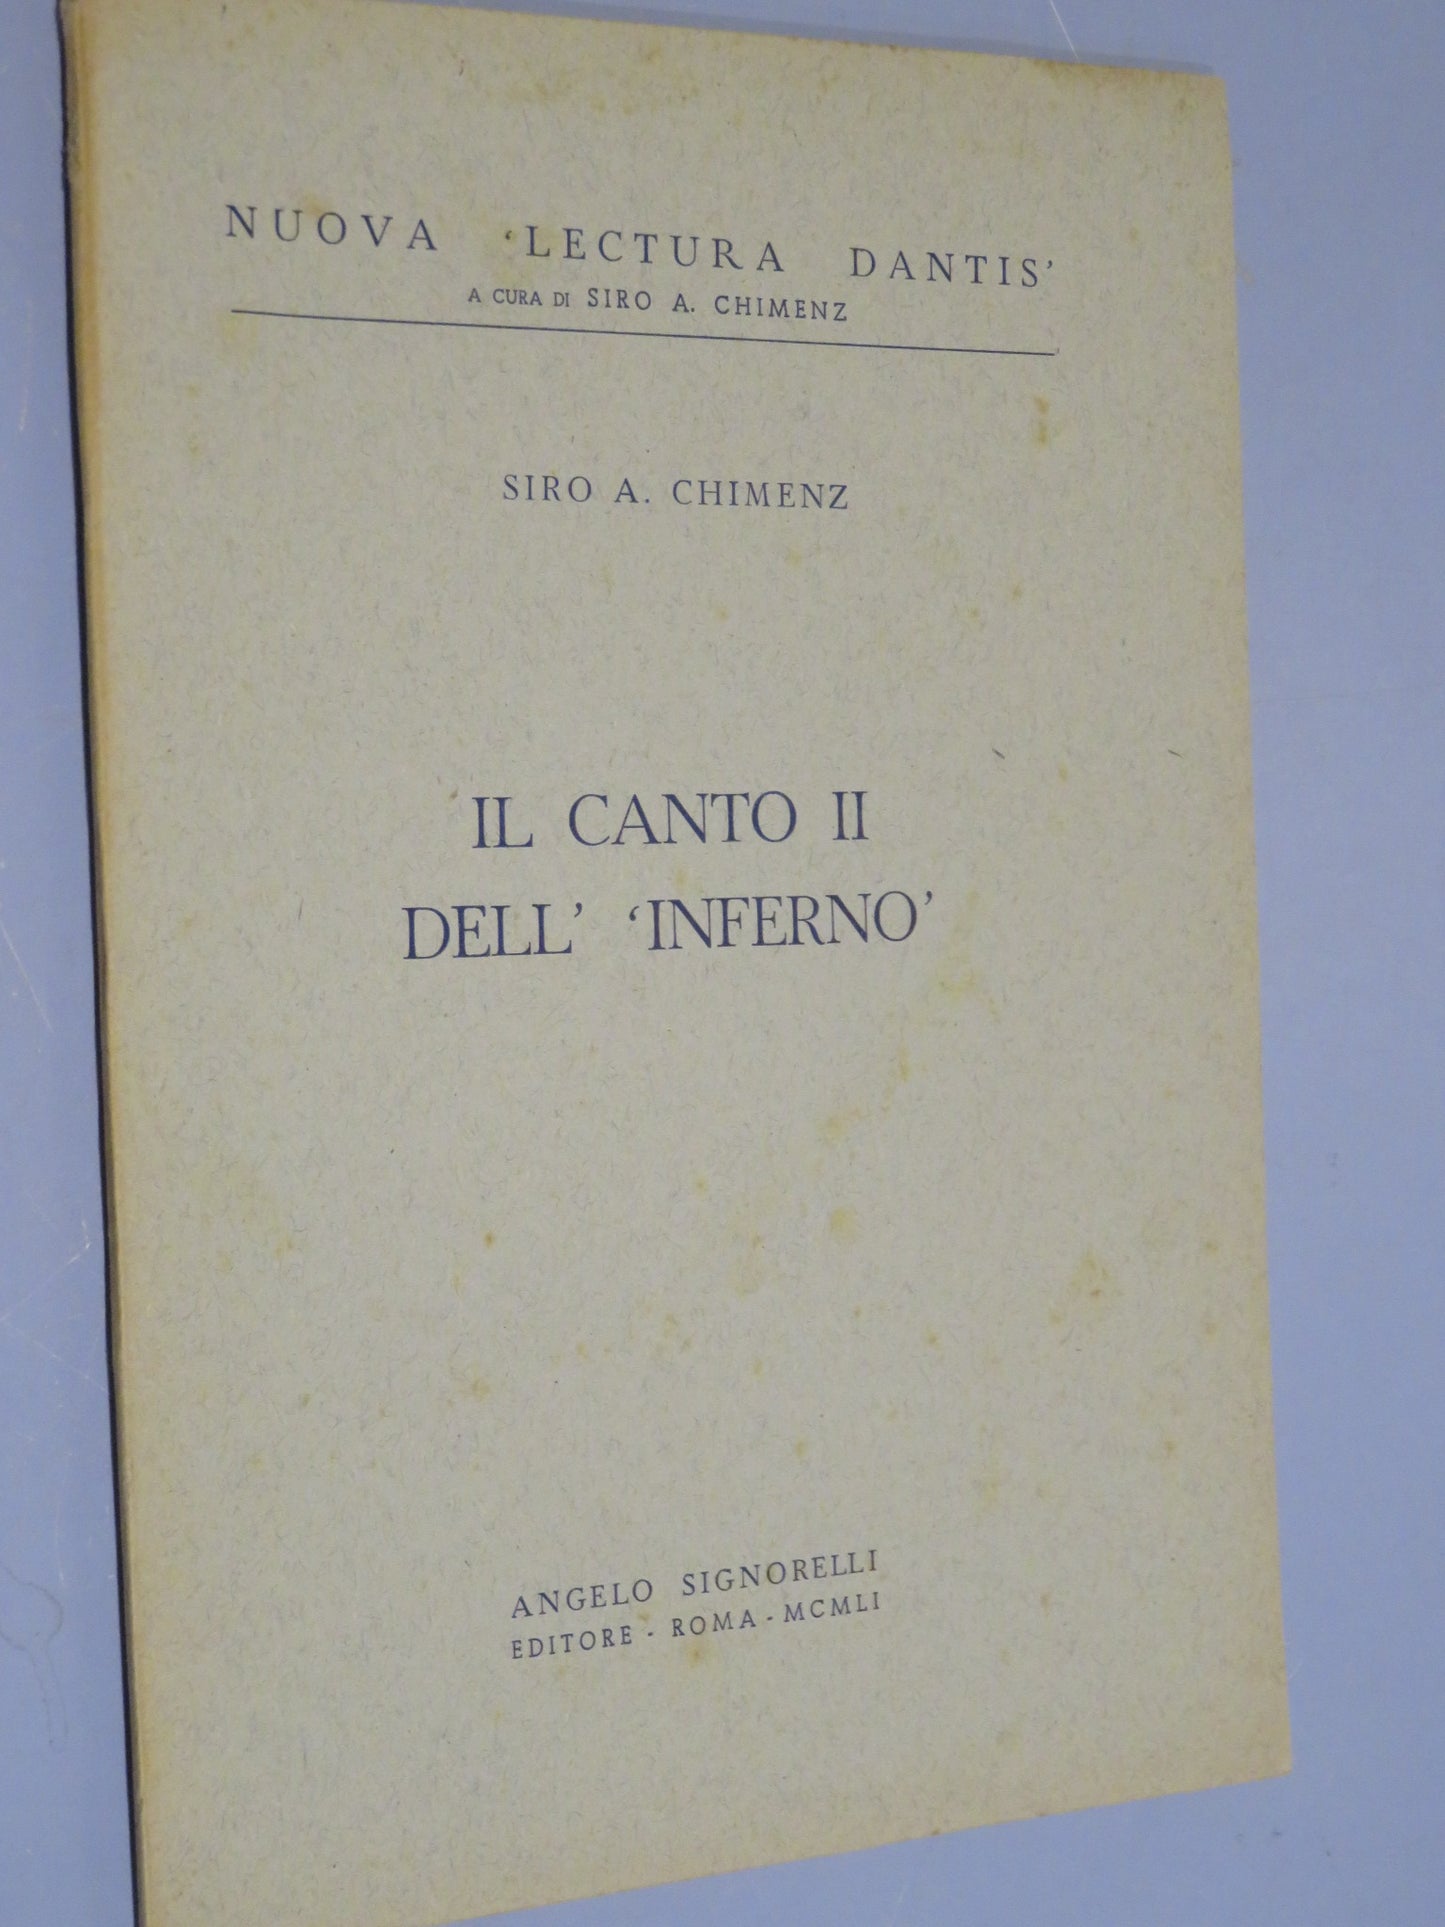 NUOVA ‘LECTURA DANTIS’
A CURA DI SIRO A. CHIMENZ
SIRO A. CHIMENZ
IL CANTO II
DELL’ ‘INFERNO’
ANGELO SIGNORELLI
EDITORE - ROMA - MCMLI